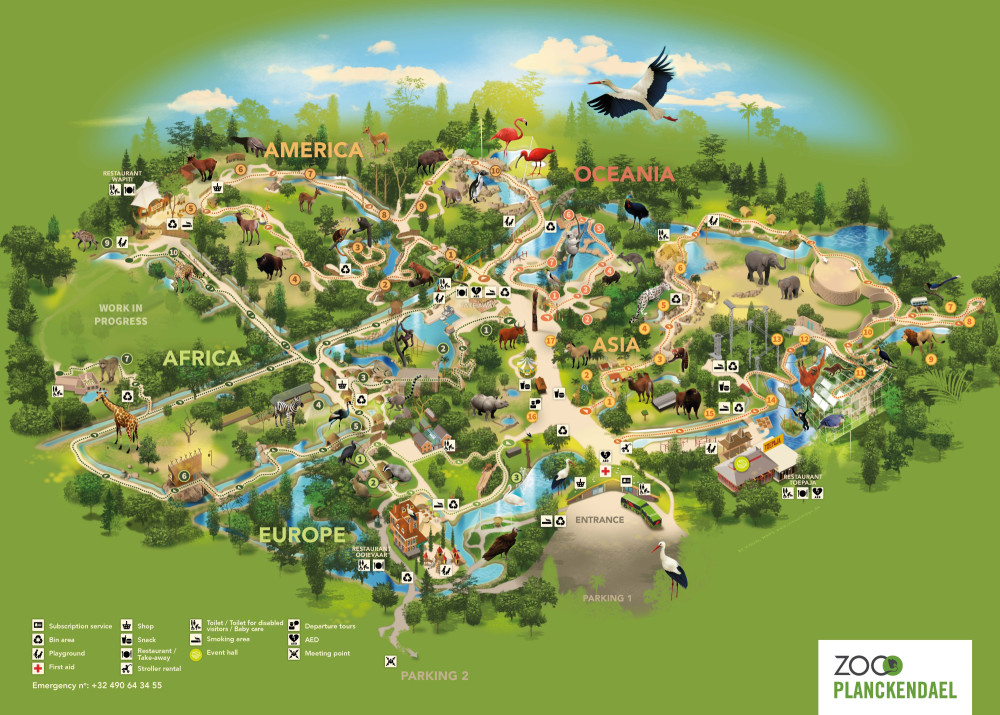 AMERICA
OCEANIA
RESTAURANT
WAPITI
WORK IN
PROGRESS
AFRICA
ASIA
EUROPE
RESTAURANT
OOIEVAAR
RESTAURANT
TOEPAJA
ENTRANCE
PARKING 1
PARKING 2
Subscription service
Bin area
Playground
First aid
Shop
Snack
Restaurant /
Take-away
Stroller rental
Toilet / Toilet for disabled
visitors / Baby care
Smoking area
Event hall
Departure tours
AED
Meeting point
Emergency n°: +32 490 64 34 55
ZOO
PLANCKENDAEL